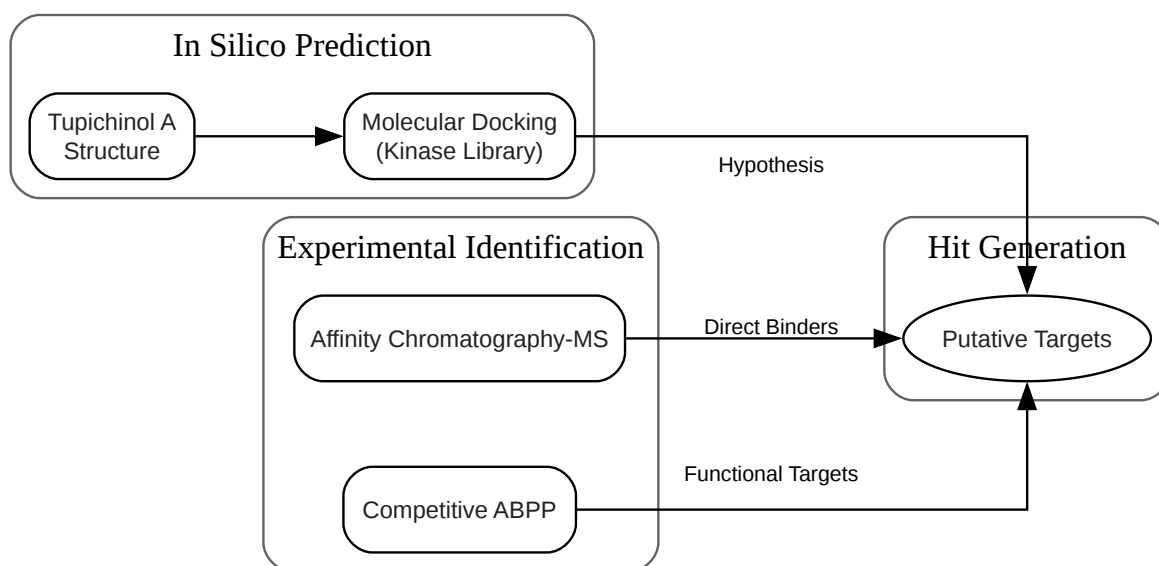 In Silico Prediction
Tupichinol A
Structure
Molecular Docking
(Kinase Library)
Hypothesis
Experimental Identification
Hit Generation
Affinity Chromatography-MS
Direct Binders
Putative Targets
Functional Targets
Competitive ABPP